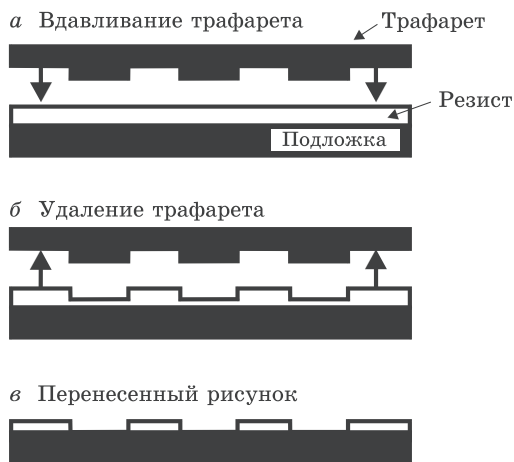 а Вдавливание трафарета
Трафарет
Резист
Подложка
б Удаление трафарета
в Перенесенный рисунок